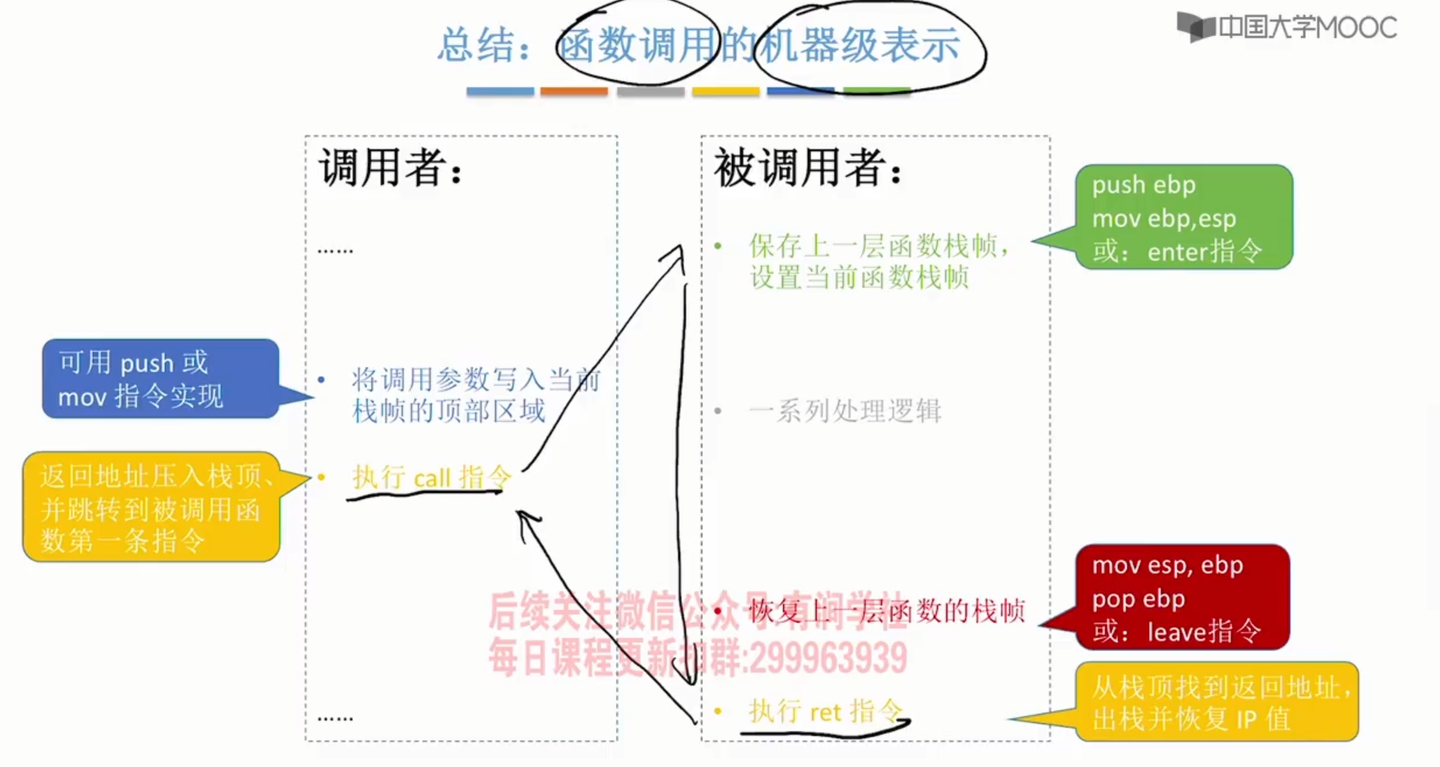 总结：函数调用的机器级表示
中国大学MOOC
调用者：
……
可用 push 或
mov 指令实现
• 将调用参数写入当前
栈帧的顶部区域
返回地址压入栈顶、
并跳转到被调用函
数第一条指令
• 执行 call 指令
……
被调用者：
• 保存上一层函数栈帧，
设置当前函数栈帧
push ebp
mov ebp,esp
或：enter指令
• 一系列处理逻辑
• 恢复上一层函数的栈帧
mov esp, ebp
pop ebp
或：leave指令
• 执行 ret 指令
从栈顶找到返回地址，
出栈并恢复 IP 值
后续关注微信公众号:有润学社
每日课程更新扣群:299963939